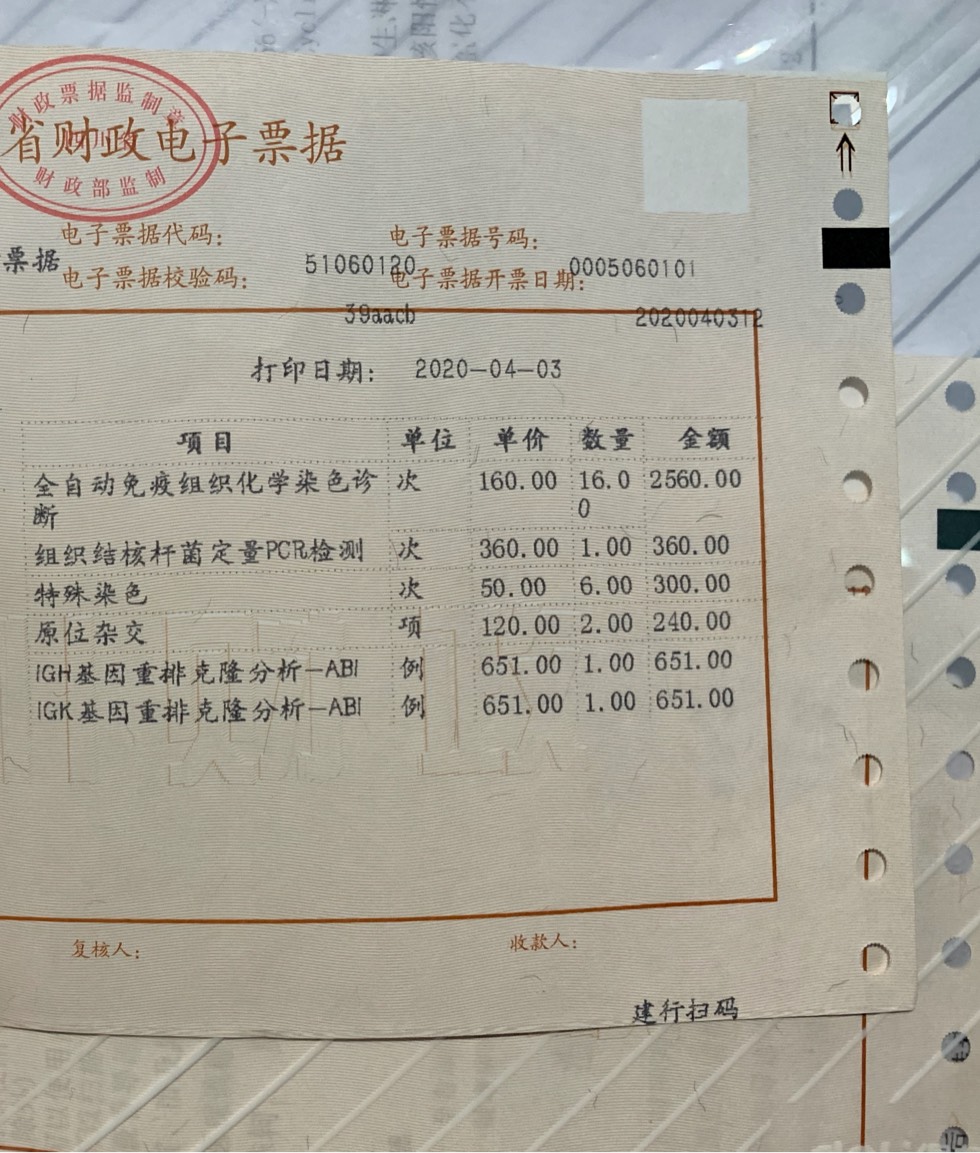 财政票据监制章
省财政电子票据
财政部监制
电子票据代码:
电子票据号码:
票据
51060120
0005060101
电子票据校验码:
电子票据开票日期:
39aacb
2020040312
打印日期: 2020-04-03
项目 单位 单价 数量 金额
全自动免疫组织化学染色诊 次 160.00 16.0 2560.00
断 0
组织结核杆菌定量PCR检测 次 360.00 1.00 360.00
特殊染色 次 50.00 6.00 300.00
原位杂交 项 120.00 2.00 240.00
IGH基因重排克隆分析-ABI 例 651.00 1.00 651.00
IGK基因重排克隆分析-ABI 例 651.00 1.00 651.00
复核人:
收款人:
建行扫码